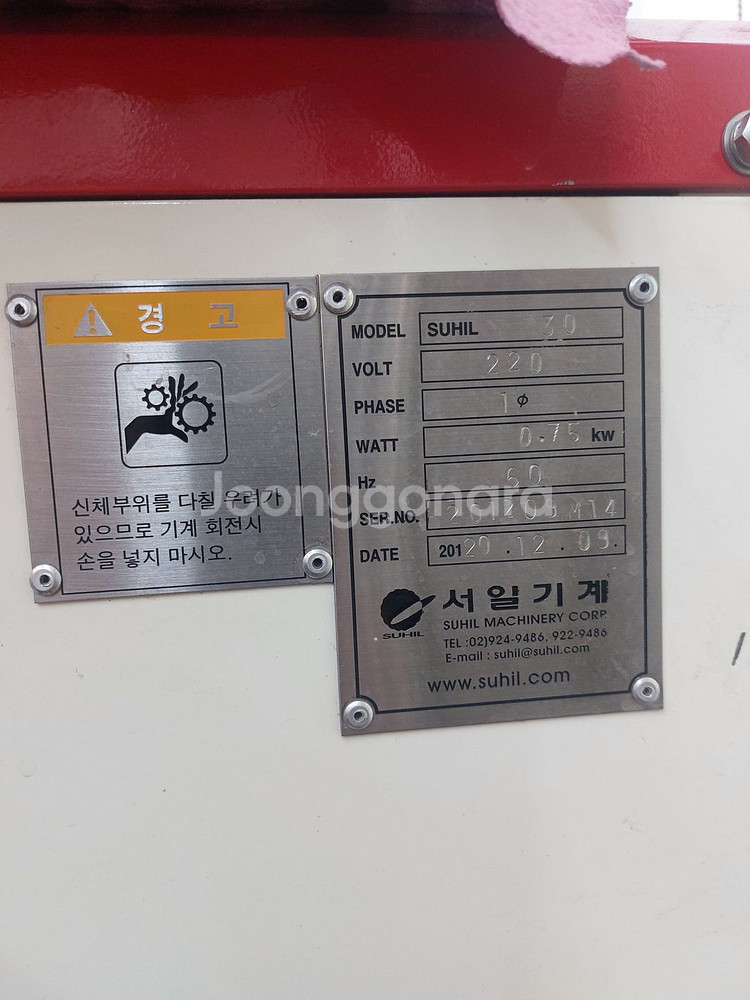 경 고
신체부위를 다칠 우려가
있으므로 기계 회전시
손을 넣지 마시오.
MODEL SUHIL 30
VOLT 220
PHASE 1 φ
WATT 0.75 kw
Hz 60
SER.NO.
DATE 20120 .12 .09.
SUHIL
서일기계
SUHIL MACHINERY CORP.
TEL :02)924-9486, 922-9486
E-mail : suhil@suhil.com
www.suhil.com
Joonggonara